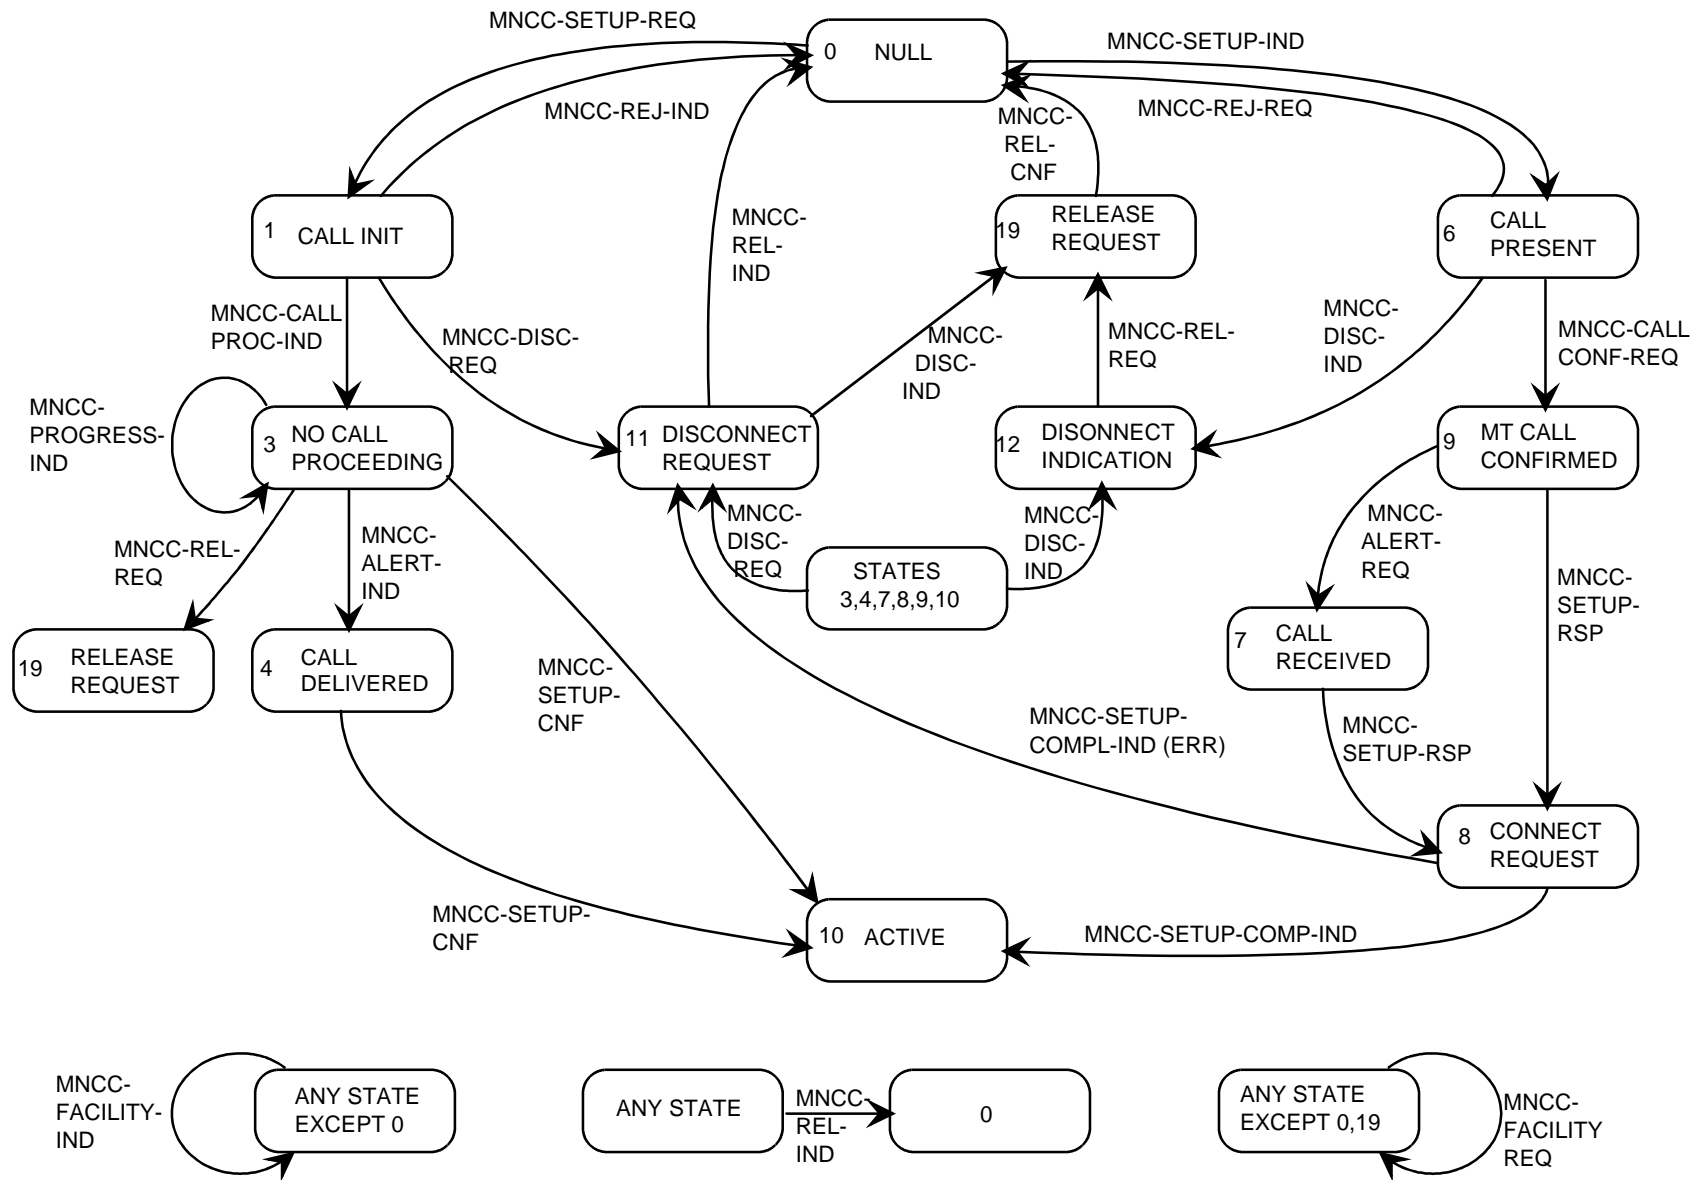 MNCC-SETUP-REQ
0 NULL
MNCC-SETUP-IND
MNCC-REJ-IND
MNCC-
REL-
CNF
MNCC-REJ-REQ
1 CALL INIT
MNCC-
REL-
IND
19 RELEASE
REQUEST
6 CALL
PRESENT
MNCC-CALL
PROC-IND
MNCC-DISC-
REQ
MNCC-
DISC-
IND
MNCC-REL-
REQ
MNCC-
DISC-
IND
MNCC-CALL
CONF-REQ
MNCC-
PROGRESS-
IND
3 NO CALL
PROCEEDING
11 DISCONNECT
REQUEST
12 DISONNECT
INDICATION
9 MT CALL
CONFIRMED
MNCC-REL-
REQ
MNCC-
ALERT-
IND
MNCC-
DISC-
REQ
STATES
3,4,7,8,9,10
MNCC-
DISC-
IND
MNCC-
ALERT-
REQ
MNCC-
SETUP-
RSP
19 RELEASE
REQUEST
4 CALL
DELIVERED
MNCC-
SETUP-
CNF
7 CALL
RECEIVED
MNCC-SETUP-
COMPL-IND (ERR)
MNCC-
SETUP-RSP
8 CONNECT
REQUEST
MNCC-SETUP-
CNF
10 ACTIVE
MNCC-SETUP-COMP-IND
MNCC-
FACILITY-
IND
ANY STATE
EXCEPT 0
ANY STATE
MNCC-
REL-
IND
0
ANY STATE
EXCEPT 0,19
MNCC-
FACILITY
REQ